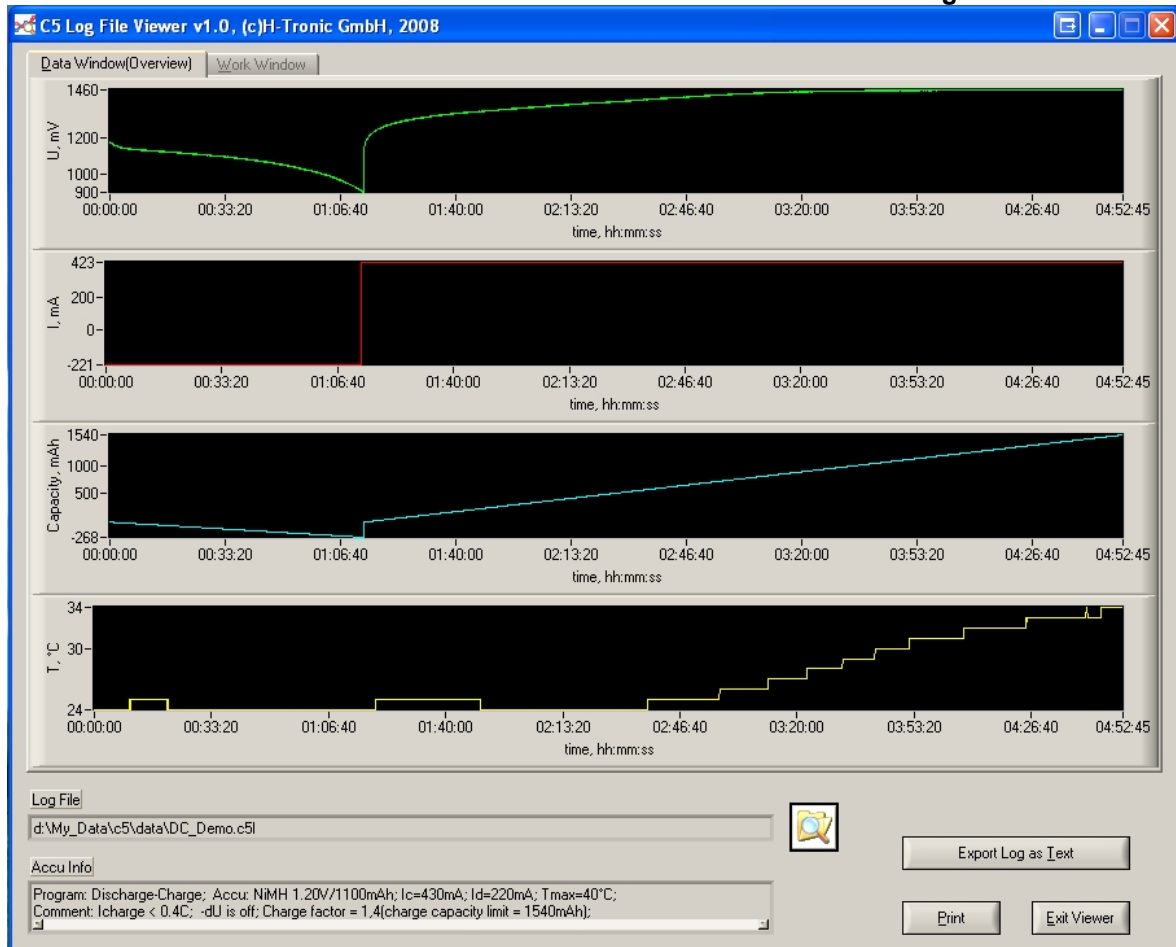 C5 Log File Viewer v1.0, (c)H-Tronic GmbH, 2008
Data Window(Overview) Work Window
1460
1200
1000
900
U, mV
00:00:00 00:33:20 01:06:40 01:40:00 02:13:20 02:46:40 03:20:00 03:53:20 04:26:40 04:52:45
time, hh:mm:ss
423
200
0
-221
I, mA
00:00:00 00:33:20 01:06:40 01:40:00 02:13:20 02:46:40 03:20:00 03:53:20 04:26:40 04:52:45
time, hh:mm:ss
1540
1000
500
-268
Capacity, mAh
00:00:00 00:33:20 01:06:40 01:40:00 02:13:20 02:46:40 03:20:00 03:53:20 04:26:40 04:52:45
time, hh:mm:ss
34
30
24
T, °C
00:00:00 00:33:20 01:06:40 01:40:00 02:13:20 02:46:40 03:20:00 03:53:20 04:26:40 04:52:45
time, hh:mm:ss
Log File
d:\My_Data\c5\data\DC_Demo.c5l
Export Log as Text
Accu Info
Program: Discharge-Charge; Accu: NiMH 1.20V/1100mAh; Ic=430mA; Id=220mA; Tmax=40°C;
Comment: Icharge < 0.4C; -dU is off; Charge factor = 1,4(charge capacity limit = 1540mAh);
Print Exit Viewer